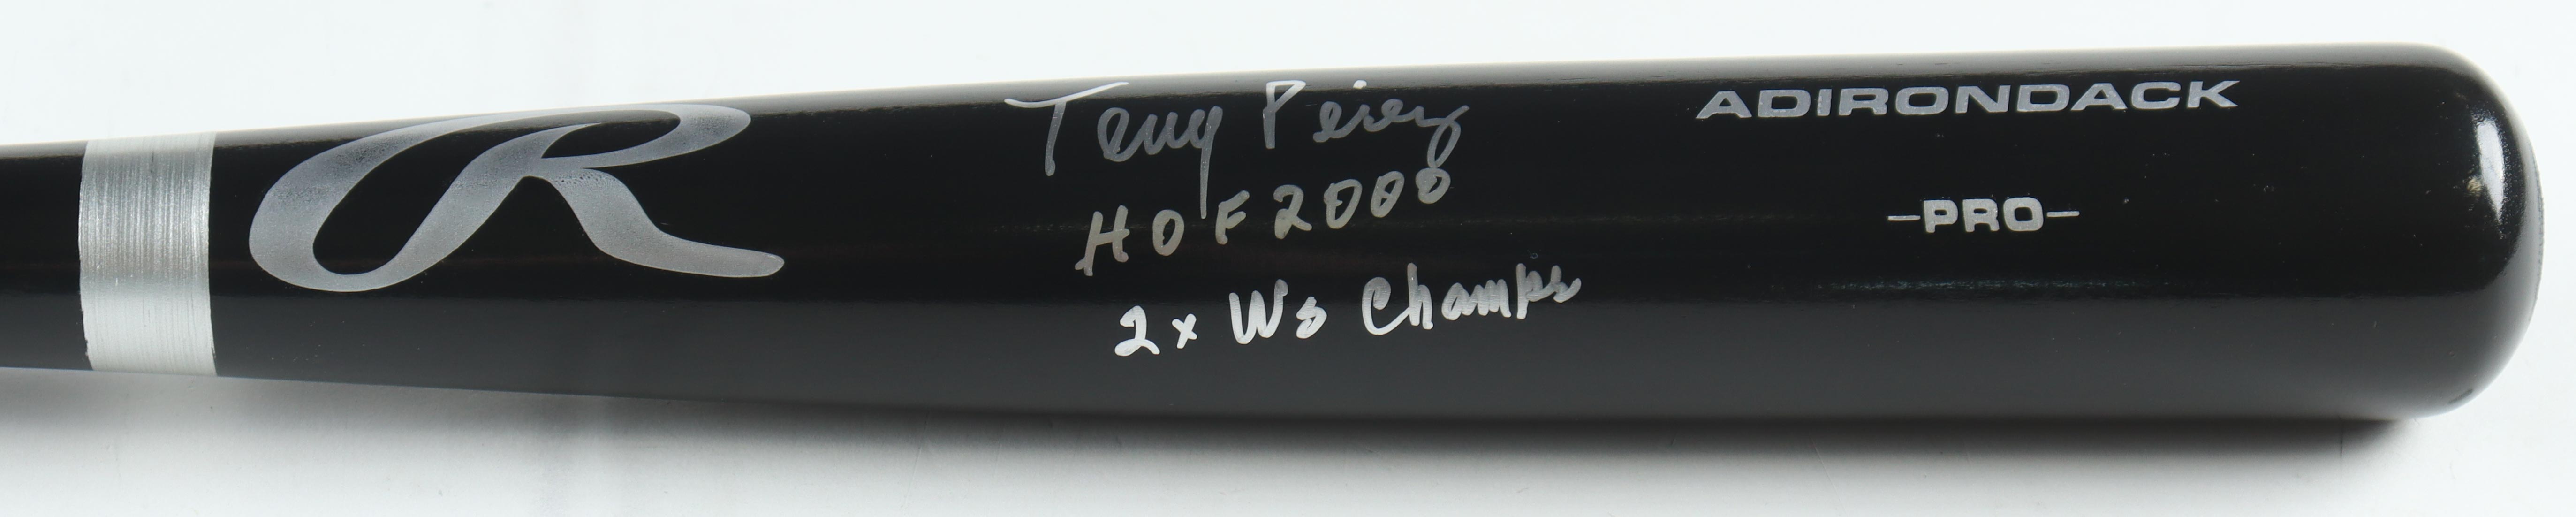 R
Tony Perez
HOF 2000
2x WS Champs
ADIRONDACK
-PRO-